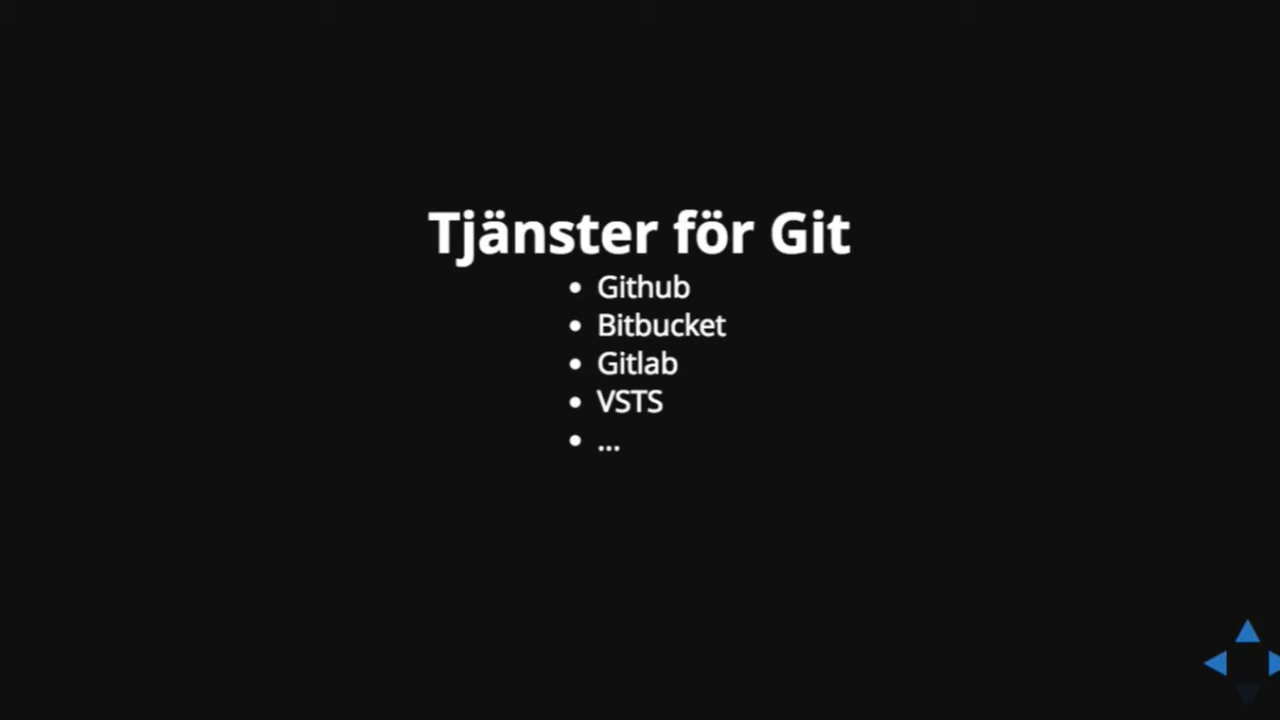 Tjänster för Git
• Github
• Bitbucket
• Gitlab
• VSTS
• ...